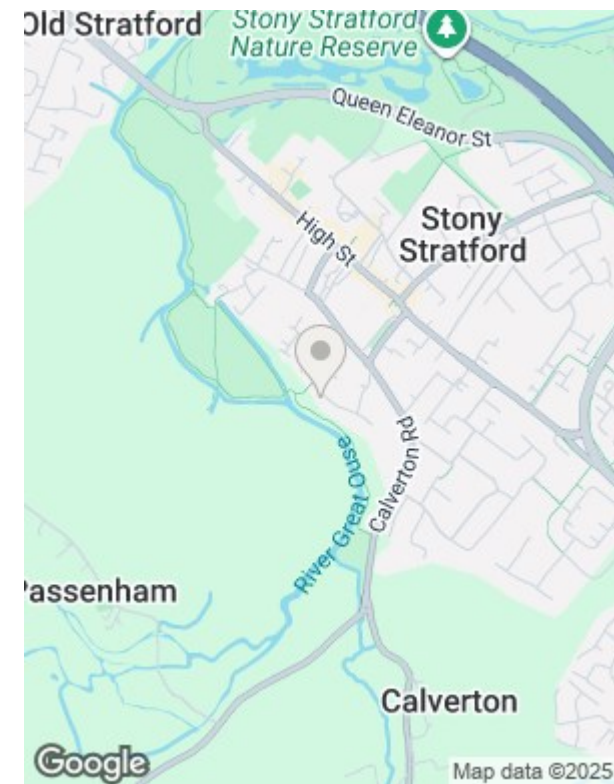 Old Stratford
Stony Stratford
Nature Reserve
Queen Eleanor St
High St
Stony
Stratford
Calverton Rd
River Great Ouse
Passenham
Calverton
Google
Map data ©2025